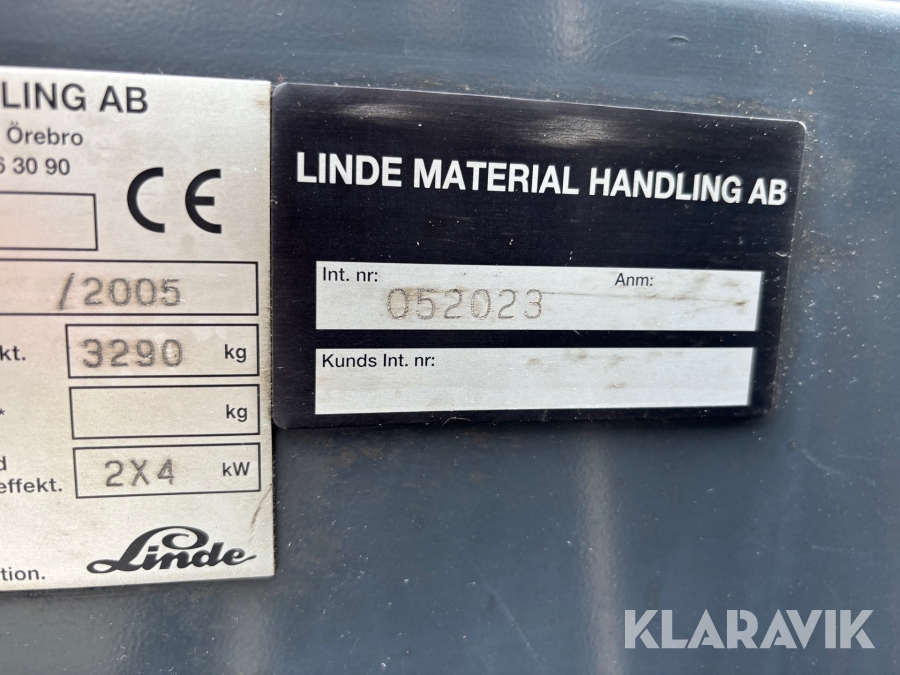 LING AB
Örebro
6 30 90
CE
/2005
kt. 3290 kg
* kg
d
effekt. 2X4 kW
Linde
tion.
LINDE MATERIAL HANDLING AB
Int. nr: 052023 Anm:
Kunds Int. nr:
KLARAVIK